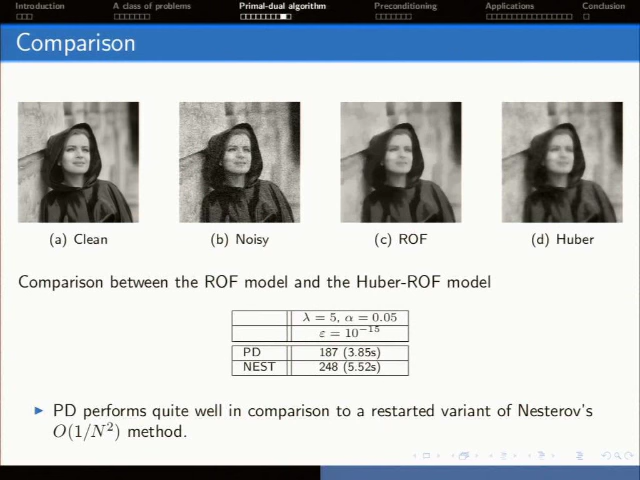 Introduction A class of problems Primal-dual algorithm Preconditioning Applications Conclusion
Comparison
(a) Clean (b) Noisy (c) ROF (d) Huber
Comparison between the ROF model and the Huber-ROF model
λ = 5, α = 0.05
ε = 10⁻¹⁵
PD 187 (3.85s)
NEST 248 (5.52s)
▶ PD performs quite well in comparison to a restarted variant of Nesterov's
O(1/N²) method.